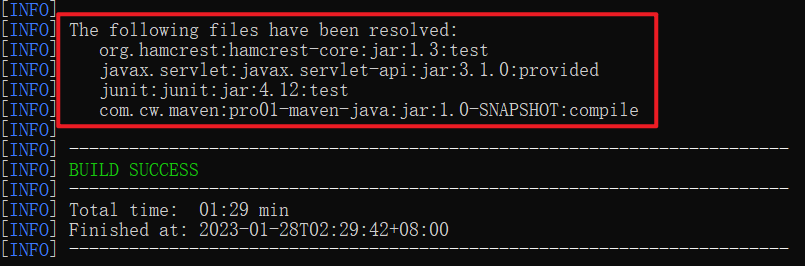 [INFO]
[INFO] The following files have been resolved:
[INFO]    org.hamcrest:hamcrest-core:jar:1.3:test
[INFO]    javax.servlet:javax.servlet-api:jar:3.1.0:provided
[INFO]    junit:junit:jar:4.12:test
[INFO]    com.cw.maven:pro01-maven-java:jar:1.0-SNAPSHOT:compile
[INFO]
[INFO] ------------------------------------------------------------------------
[INFO] BUILD SUCCESS
[INFO] ------------------------------------------------------------------------
[INFO] Total time:  01:29 min
[INFO] Finished at: 2023-01-28T02:29:42+08:00
[INFO] ------------------------------------------------------------------------